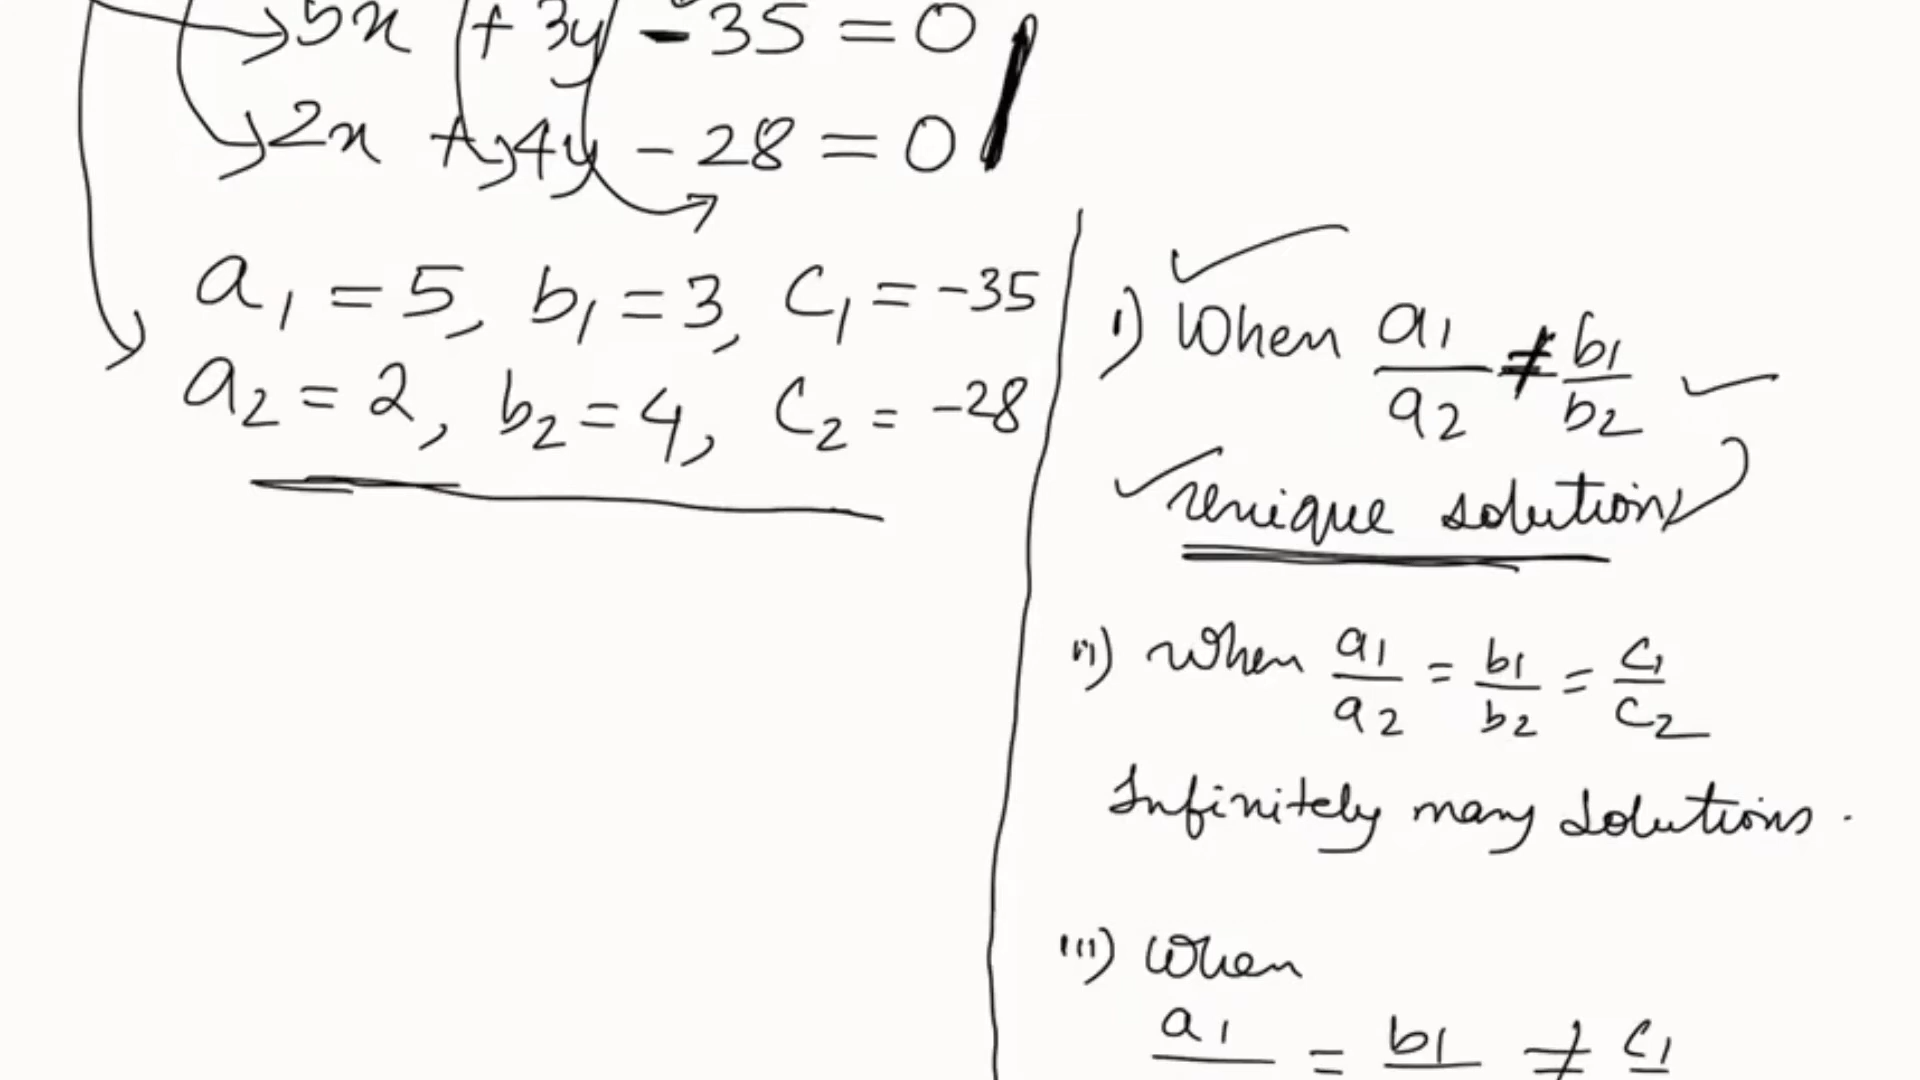 5x + 3y - 35 = 0
2x + 4y - 28 = 0
a₁ = 5, b₁ = 3, c₁ = -35
a₂ = 2, b₂ = 4, c₂ = -28
i) When a₁/a₂ ≠ b₁/b₂
unique solution
ii) When a₁/a₂ = b₁/b₂ = c₁/c₂
Infinitely many solutions.
iii) When
a₁ = b₁ ≠ c₁